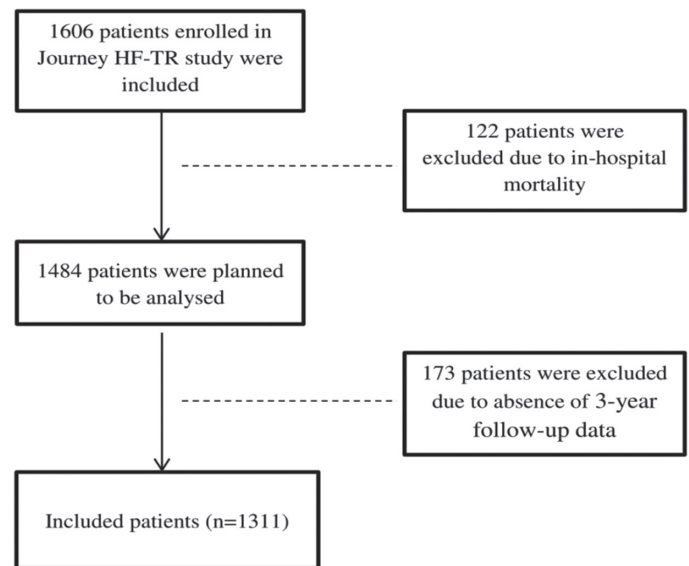 1606 patients enrolled in
Journey HF-TR study were
included
122 patients were
excluded due to in-hospital
mortality
1484 patients were planned
to be analysed
173 patients were excluded
due to absence of 3-year
follow-up data
Included patients (n=1311)